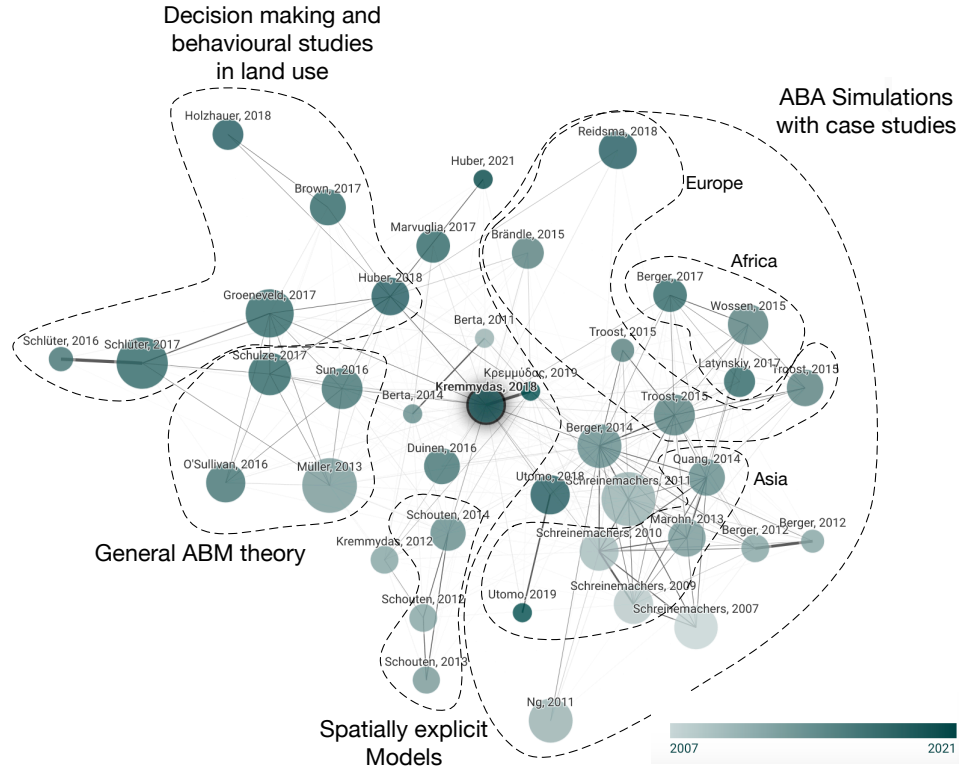 Decision making and
behavioural studies
in land use
ABA Simulations
with case studies
Holzhauer, 2018
Reidsma, 2018
Huber, 2021
Europe
Brown, 2017
Marvuglia, 2017
Brändle, 2015
Africa
Huber, 2018
Berger, 2017
Groeneveld, 2017
Wossen, 2015
Berta, 2011
Troost, 2015
Schlüter, 2016
Schlüter, 2017
Schulze, 2017
Sun, 2016
Κρεμμύδας, 2019
Latynskiy, 2017
Troost, 2015
Kremmydas, 2018
Berta, 2014
Troost, 2015
Berger, 2014
Duinen, 2016
O'Sullivan, 2016
Müller, 2013
Quang, 2014
Utomo, 2018
Schreinemachers, 2011
Asia
Schouten, 2014
Marohn, 2013
Berger, 2012
Berger, 2012
General ABM theory
Kremmydas, 2012
Schreinemachers, 2010
Schreinemachers, 2009
Utomo, 2019
Schouten, 2012
Schreinemachers, 2007
Schouten, 2013
Ng, 2011
Spatially explicit
Models
2007
2021